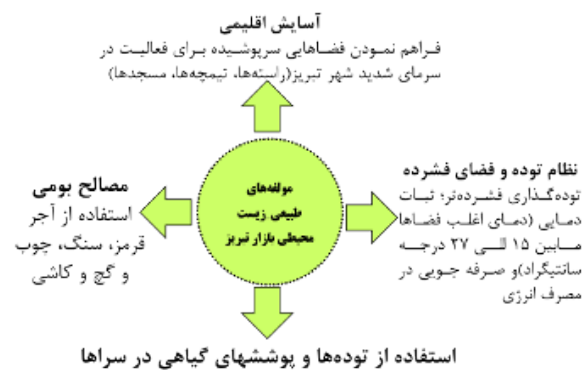 آسایش اقلیمی
فراهم نمودن فضاهایی سرپوشیده برای فعالیت در
سرمای شدید شهر تبریز(راسته‌ها، تیمچه‌ها، مسجدها)
نظام توده و فضای فشرده
توده‌گذاری فشرده‌تر؛ ثبات
دمایی (دمای اغلب فضاها
مابین ۱۵ الی ۲۷ درجه
سانتیگراد)و صرفه جویی در
مصرف انرژی
مولفه‌های
طبیعی زیست
محیطی بازار تبریز
مصالح بومی
استفاده از آجر
قرمز، سنگ، چوب
و گچ و کاشی
استفاده از توده‌ها و پوششهای گیاهی در سراها